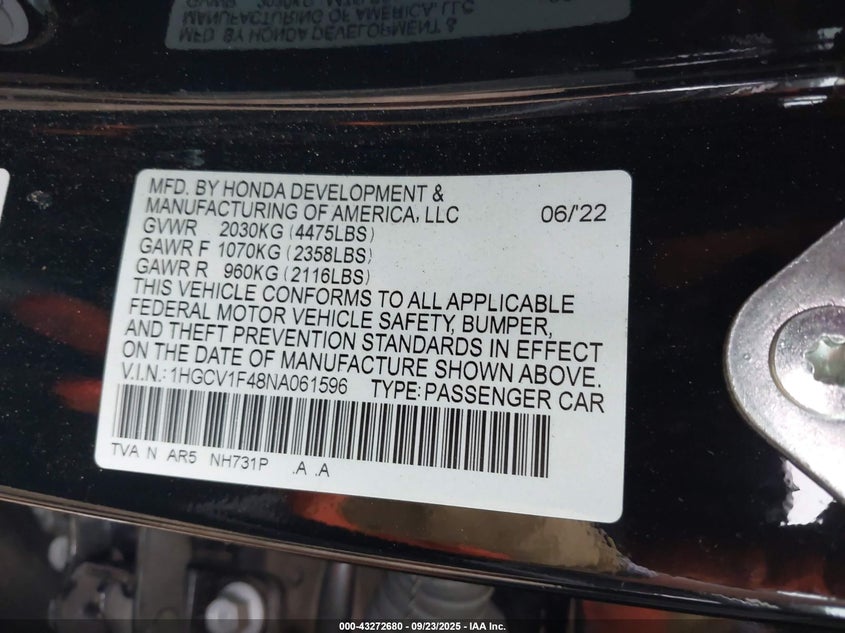 MFD. BY HONDA DEVELOPMENT &
MANUFACTURING OF AMERICA, LLC 06/'22
GVWR 2030KG (4475LBS)
GAWR F 1070KG (2358LBS)
GAWR R 960KG (2116LBS)
THIS VEHICLE CONFORMS TO ALL APPLICABLE
FEDERAL MOTOR VEHICLE SAFETY, BUMPER,
AND THEFT PREVENTION STANDARDS IN EFFECT
ON THE DATE OF MANUFACTURE SHOWN ABOVE.
V.I.N.: 1HGCV1F48NA061596 TYPE: PASSENGER CAR
TVA N AR5 NH731P .A .A
000-43272680 - 09/23/2025 - IAA Inc.